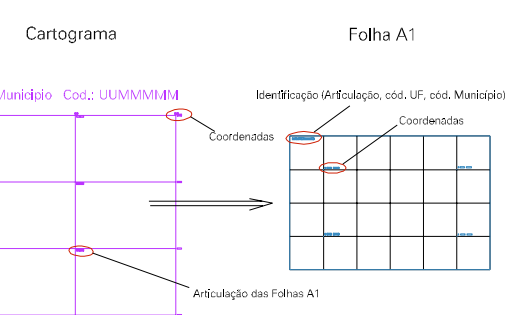 Cartograma
Folha A1
Municipio Cod.: UUMMMMM
Identificação (Articulação, cód. UF, cód. Município)
Coordenadas
Coordenadas
Articulação das Folhas A1